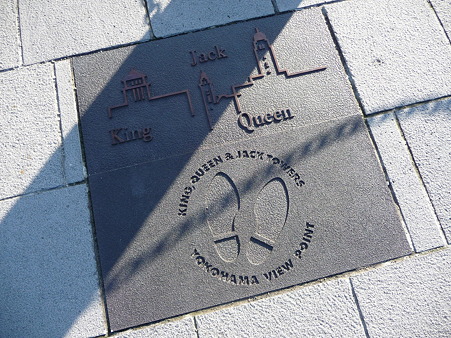 Jack
King
Queen
KING, QUEEN & JACK TOWERS
YOKOHAMA VIEW POINT